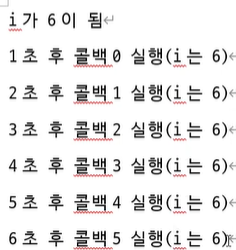 i가 6이 됨
1초 후 콜백0 실행(i는 6)
2초 후 콜백1 실행(i는 6)
3초 후 콜백2 실행(i는 6)
4초 후 콜백3 실행(i는 6)
5초 후 콜백4 실행(i는 6)
6초 후 콜백5 실행(i는 6)